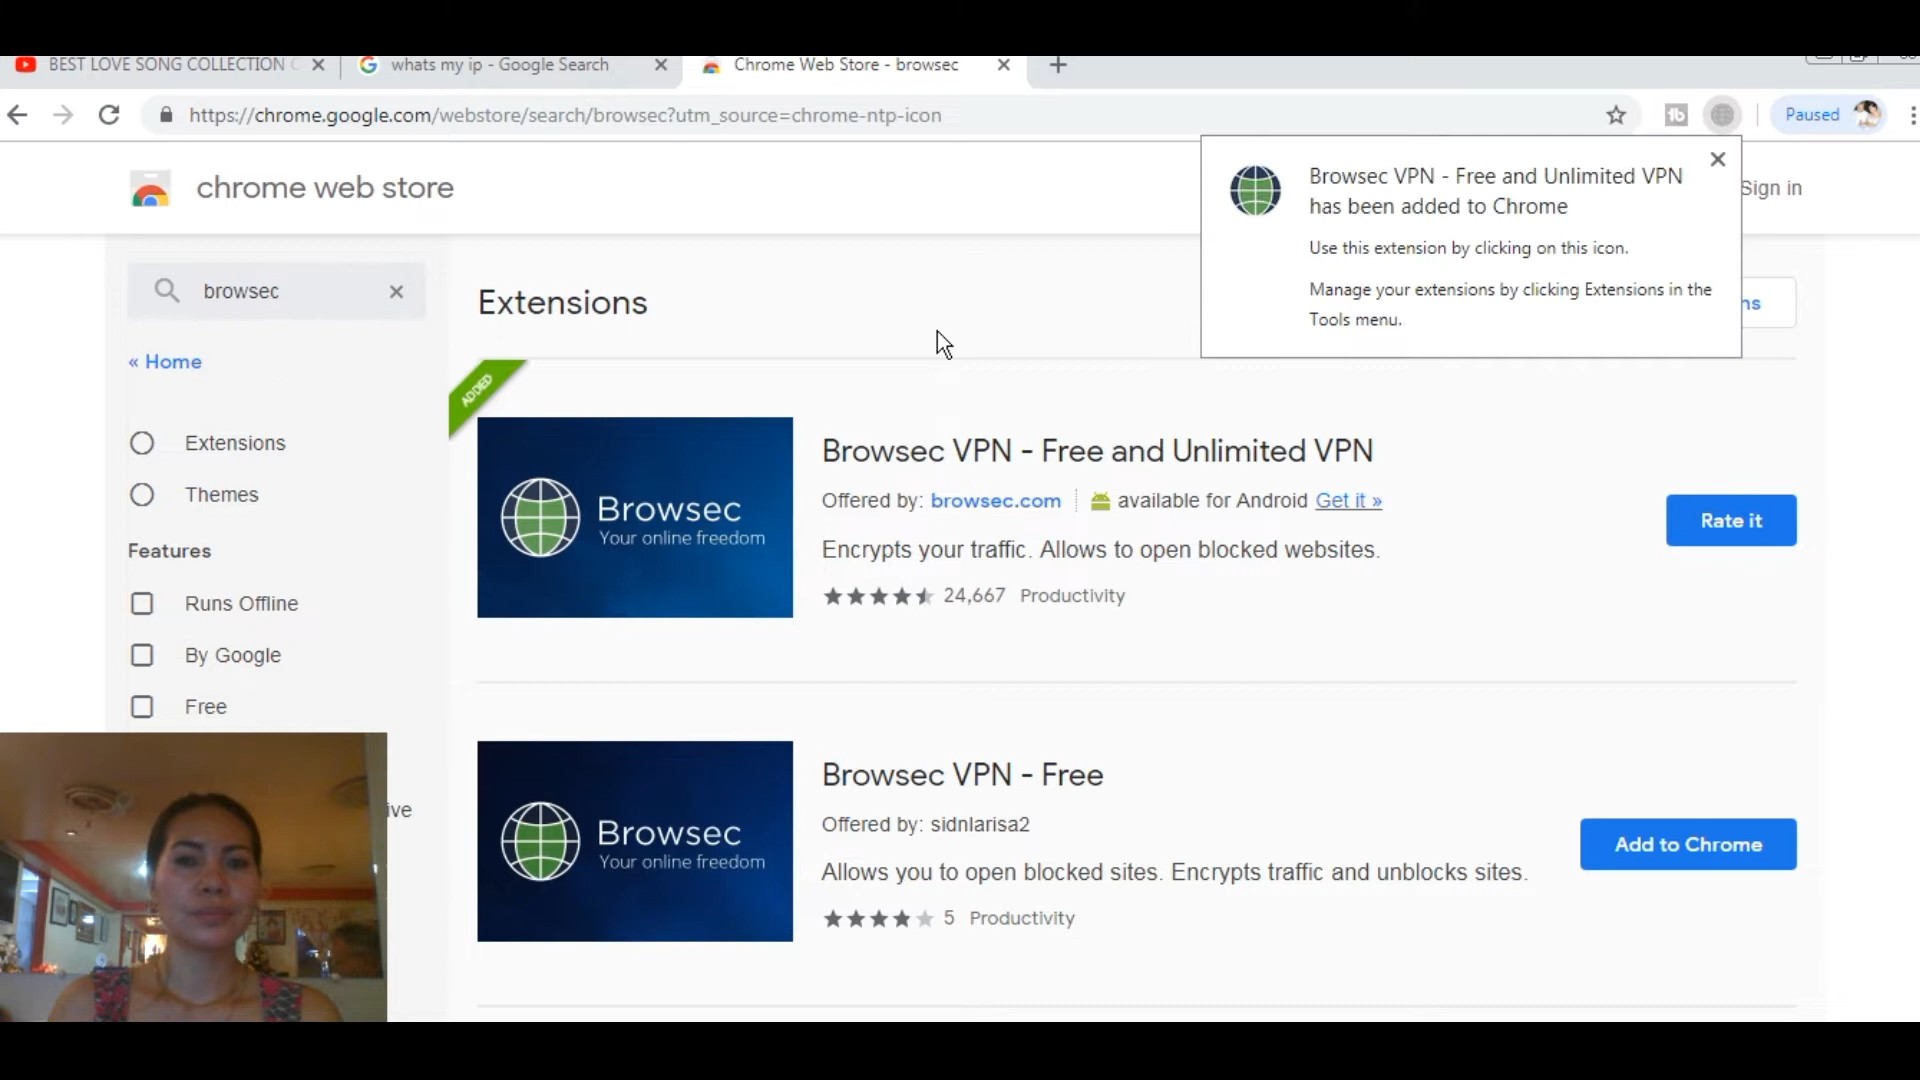 BEST LOVE SONG COLLECTION
whats my ip - Google Search
Chrome Web Store - browsec
https://chrome.google.com/webstore/search/browsec?utm_source=chrome-ntp-icon
Paused
chrome web store
Sign in
Browsec VPN - Free and Unlimited VPN
has been added to Chrome
Use this extension by clicking on this icon.
Manage your extensions by clicking Extensions in the
Tools menu.
browsec
« Home
Extensions
Themes
Features
Runs Offline
By Google
Free
Extensions
ADDED
Browsec
Your online freedom
Browsec VPN - Free and Unlimited VPN
Offered by: browsec.com
available for Android Get it »
Encrypts your traffic. Allows to open blocked websites.
24,667 Productivity
Rate it
Browsec
Your online freedom
Browsec VPN - Free
Offered by: sidnlarisa2
Allows you to open blocked sites. Encrypts traffic and unblocks sites.
5 Productivity
Add to Chrome